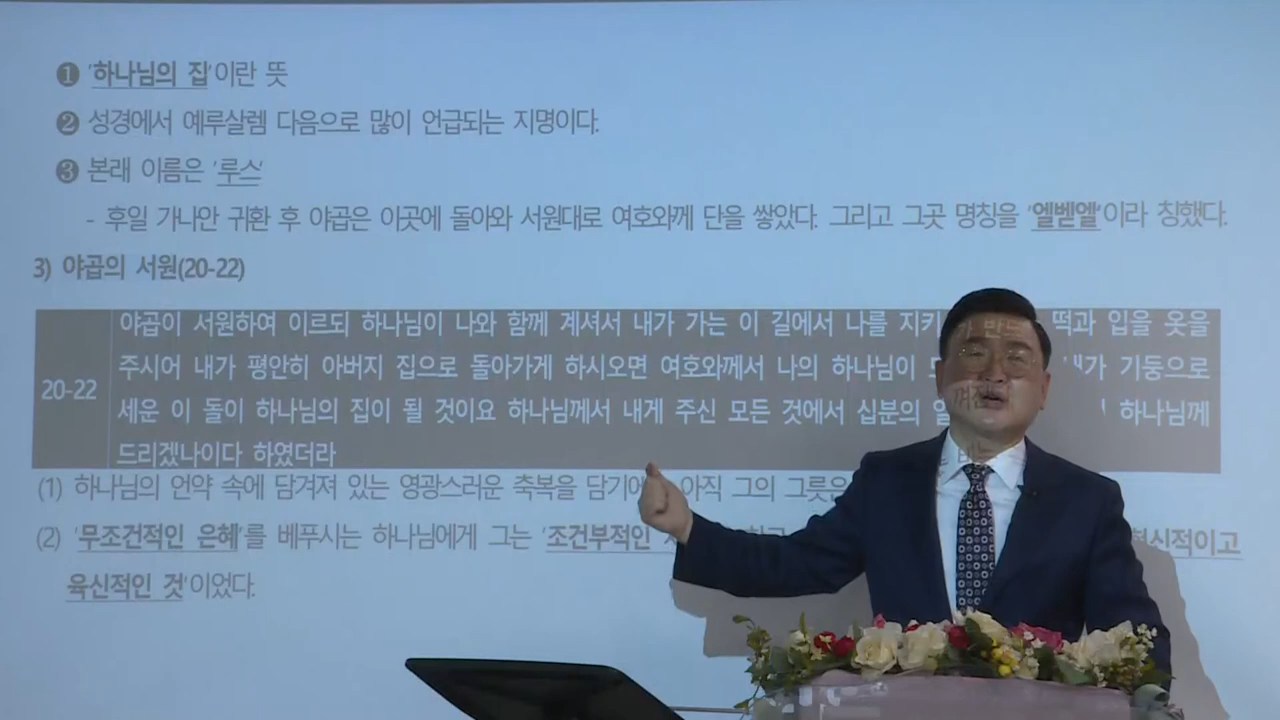 ❶ '하나님의 집'이란 뜻
❷ 성경에서 예루살렘 다음으로 많이 언급되는 지명이다.
❸ 본래 이름은 '루스'
- 후일 가나안 귀환 후 야곱은 이곳에 돌아와 서원대로 여호와께 단을 쌓았다. 그리고 그곳 명칭을 '엘벧엘'이라 칭했다.
3) 야곱의 서원(20-22)
야곱이 서원하여 이르되 하나님이 나와 함께 계셔서 내가 가는 이 길에서 나를 떡과 입을 옷을
주시어 내가 평안히 아버지 집으로 돌아가게 하시오면 여호와께서 나의 하나님이 기둥으로
20-22
세운 이 돌이 하나님의 집이 될 것이요 하나님께서 내게 주신 모든 것에서 십분의 하나님께
드리겠나이다 하였더라
(1) 하나님의 언약 속에 담겨져 있는 영광스러운 축복을 아직 그의 그릇은
(2) '무조건적인 은혜'를 베푸시는 하나님에게 그는 '조건부적인
육신적인 것'이었다.